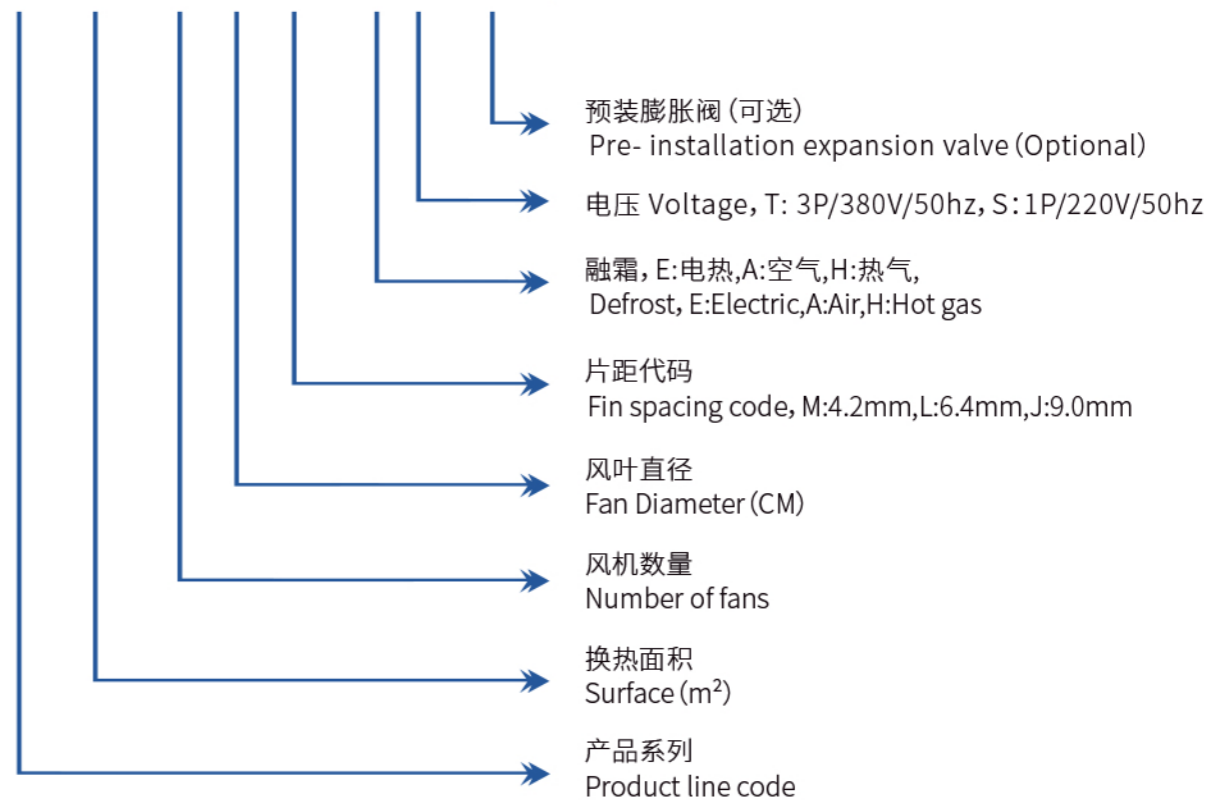 预装膨胀阀(可选)
Pre- installation expansion valve(Optional)
电压 Voltage, T: 3P/380V/50hz, S:1P/220V/50hz
融霜, E:电热,A:空气,H:热气,
Defrost, E:Electric,A:Air,H:Hot gas
片距代码
Fin spacing code, M:4.2mm,L:6.4mm,J:9.0mm
风叶直径
Fan Diameter(CM)
风机数量
Number of fans
换热面积
Surface(m²)
产品系列
Product line code